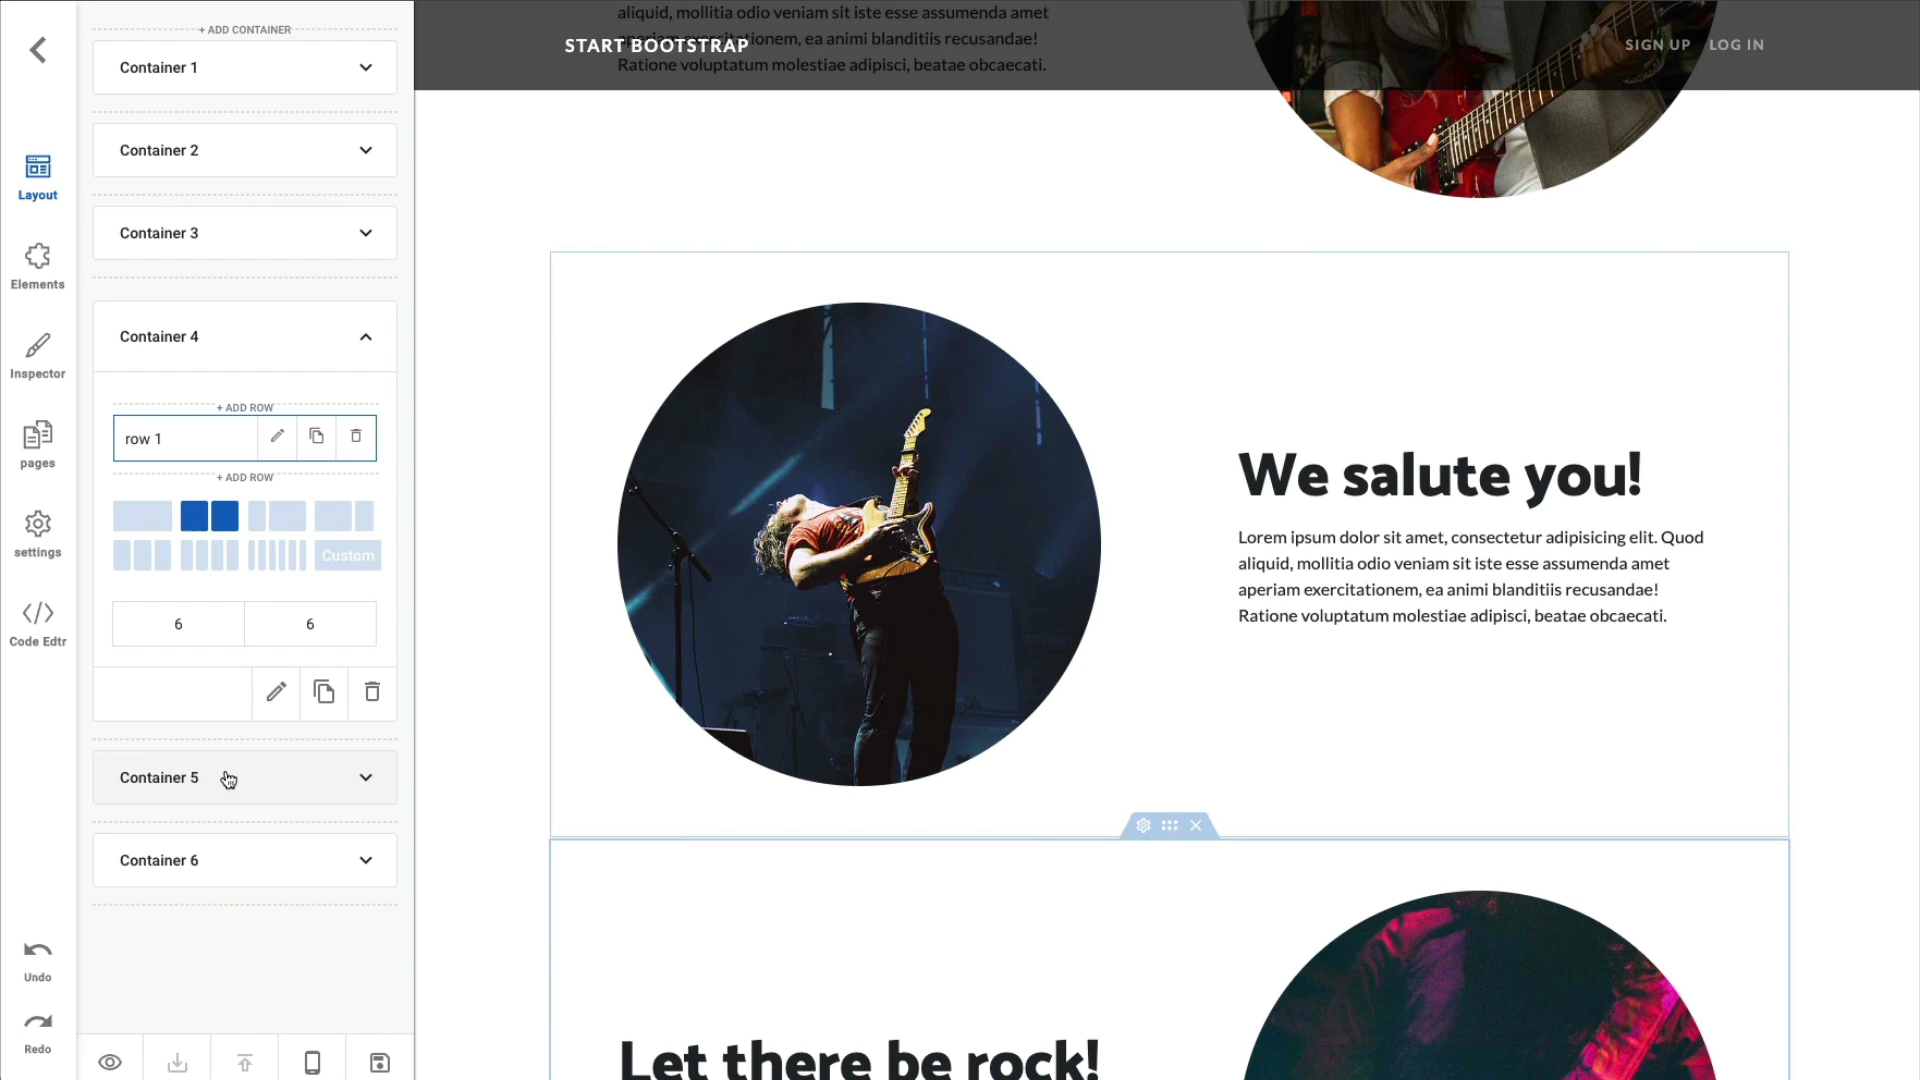 Layout
Elements
Inspector
pages
settings
Code Edtr
Undo
Redo
+ ADD CONTAINER
Container 1
Container 2
Container 3
Container 4
+ ADD ROW
row 1
+ ADD ROW
Custom
6 6
Container 5
Container 6
aliquid, mollitia odio veniam sit iste esse assumenda amet
aperiam exercitationem, ea animi blanditiis recusandae!
Ratione voluptatum molestiae adipisci, beatae obcaecati.
START BOOTSTRAP
SIGN UP LOG IN
We salute you!
Lorem ipsum dolor sit amet, consectetur adipisicing elit. Quod
aliquid, mollitia odio veniam sit iste esse assumenda amet
aperiam exercitationem, ea animi blanditiis recusandae!
Ratione voluptatum molestiae adipisci, beatae obcaecati.
Let there be rock!